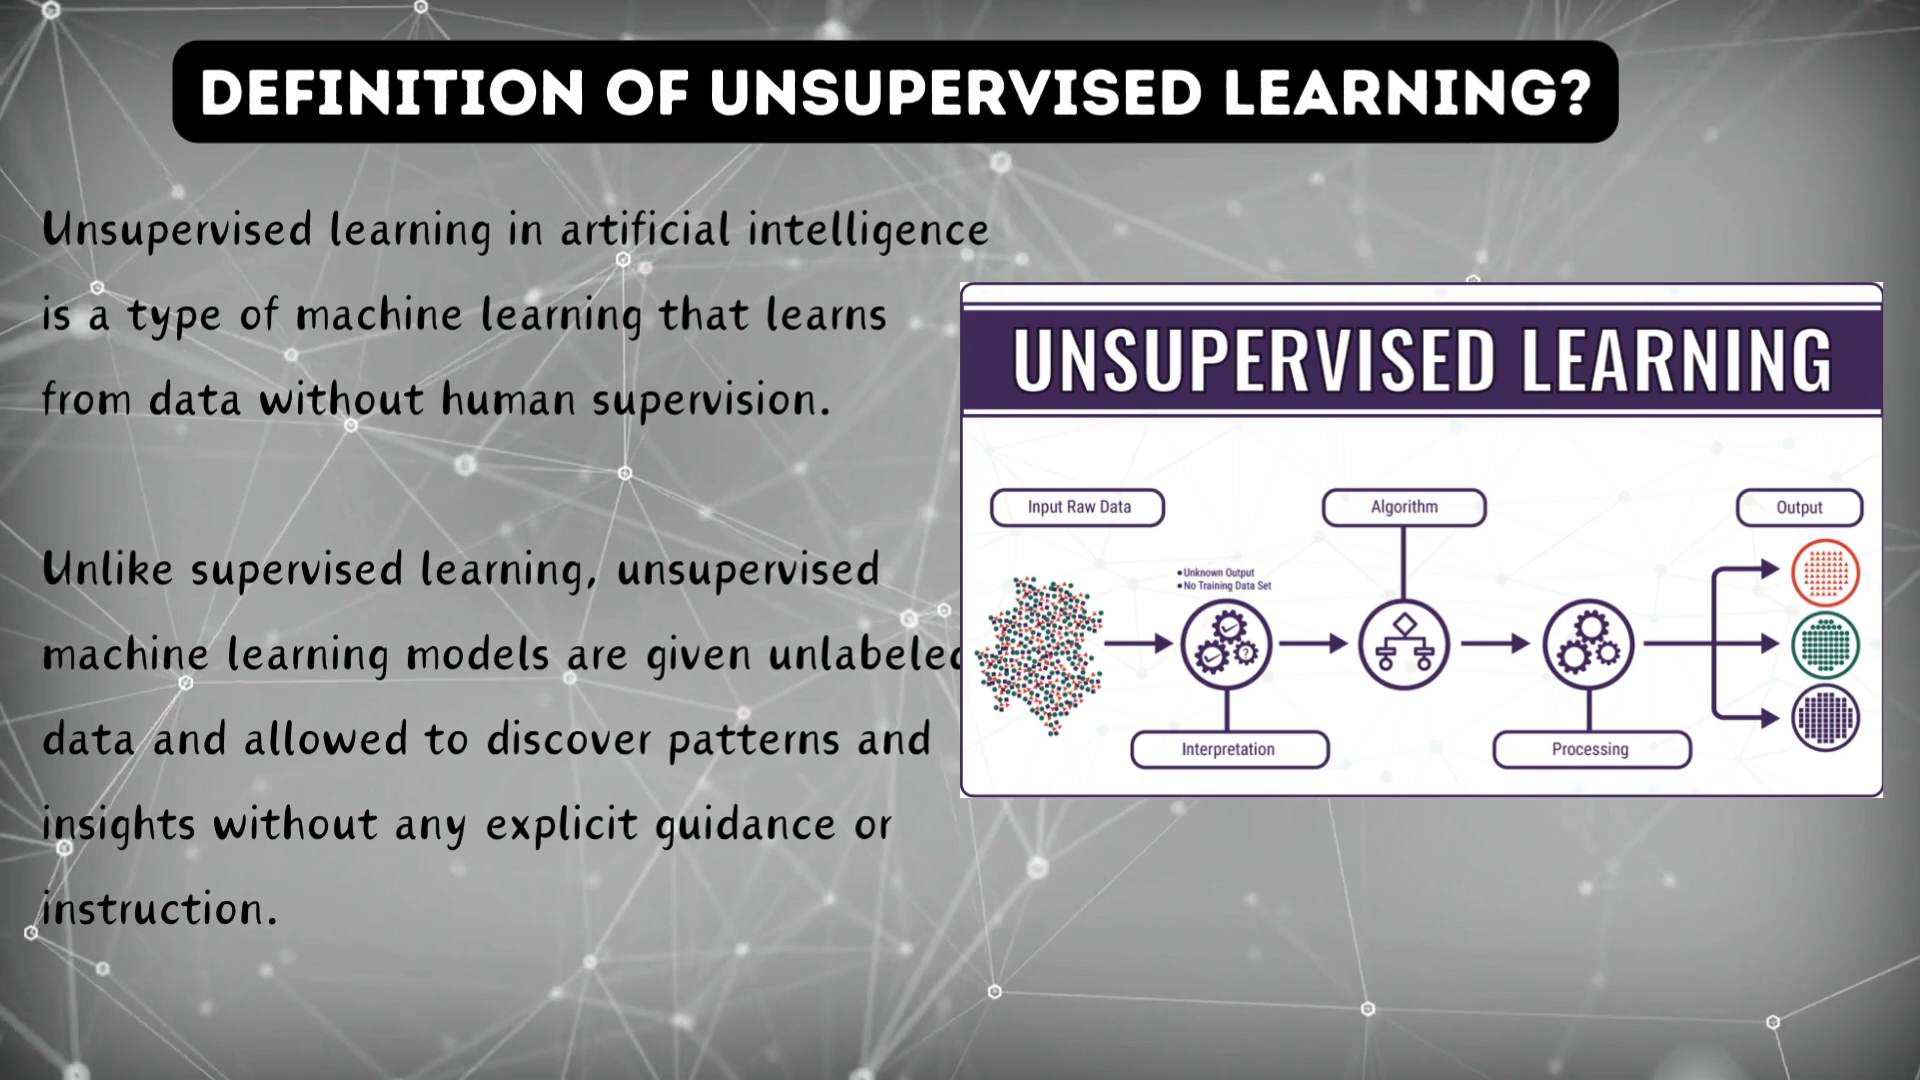 DEFINITION OF UNSUPERVISED LEARNING?
Unsupervised learning in artificial intelligence
is a type of machine learning that learns
from data without human supervision.
Unlike supervised learning, unsupervised
machine learning models are given unlabeled
data and allowed to discover patterns and
insights without any explicit guidance or
instruction.
UNSUPERVISED LEARNING
Input Raw Data
Algorithm
Output
• Unknown Output
• No Training Data Set
?
Interpretation
Processing